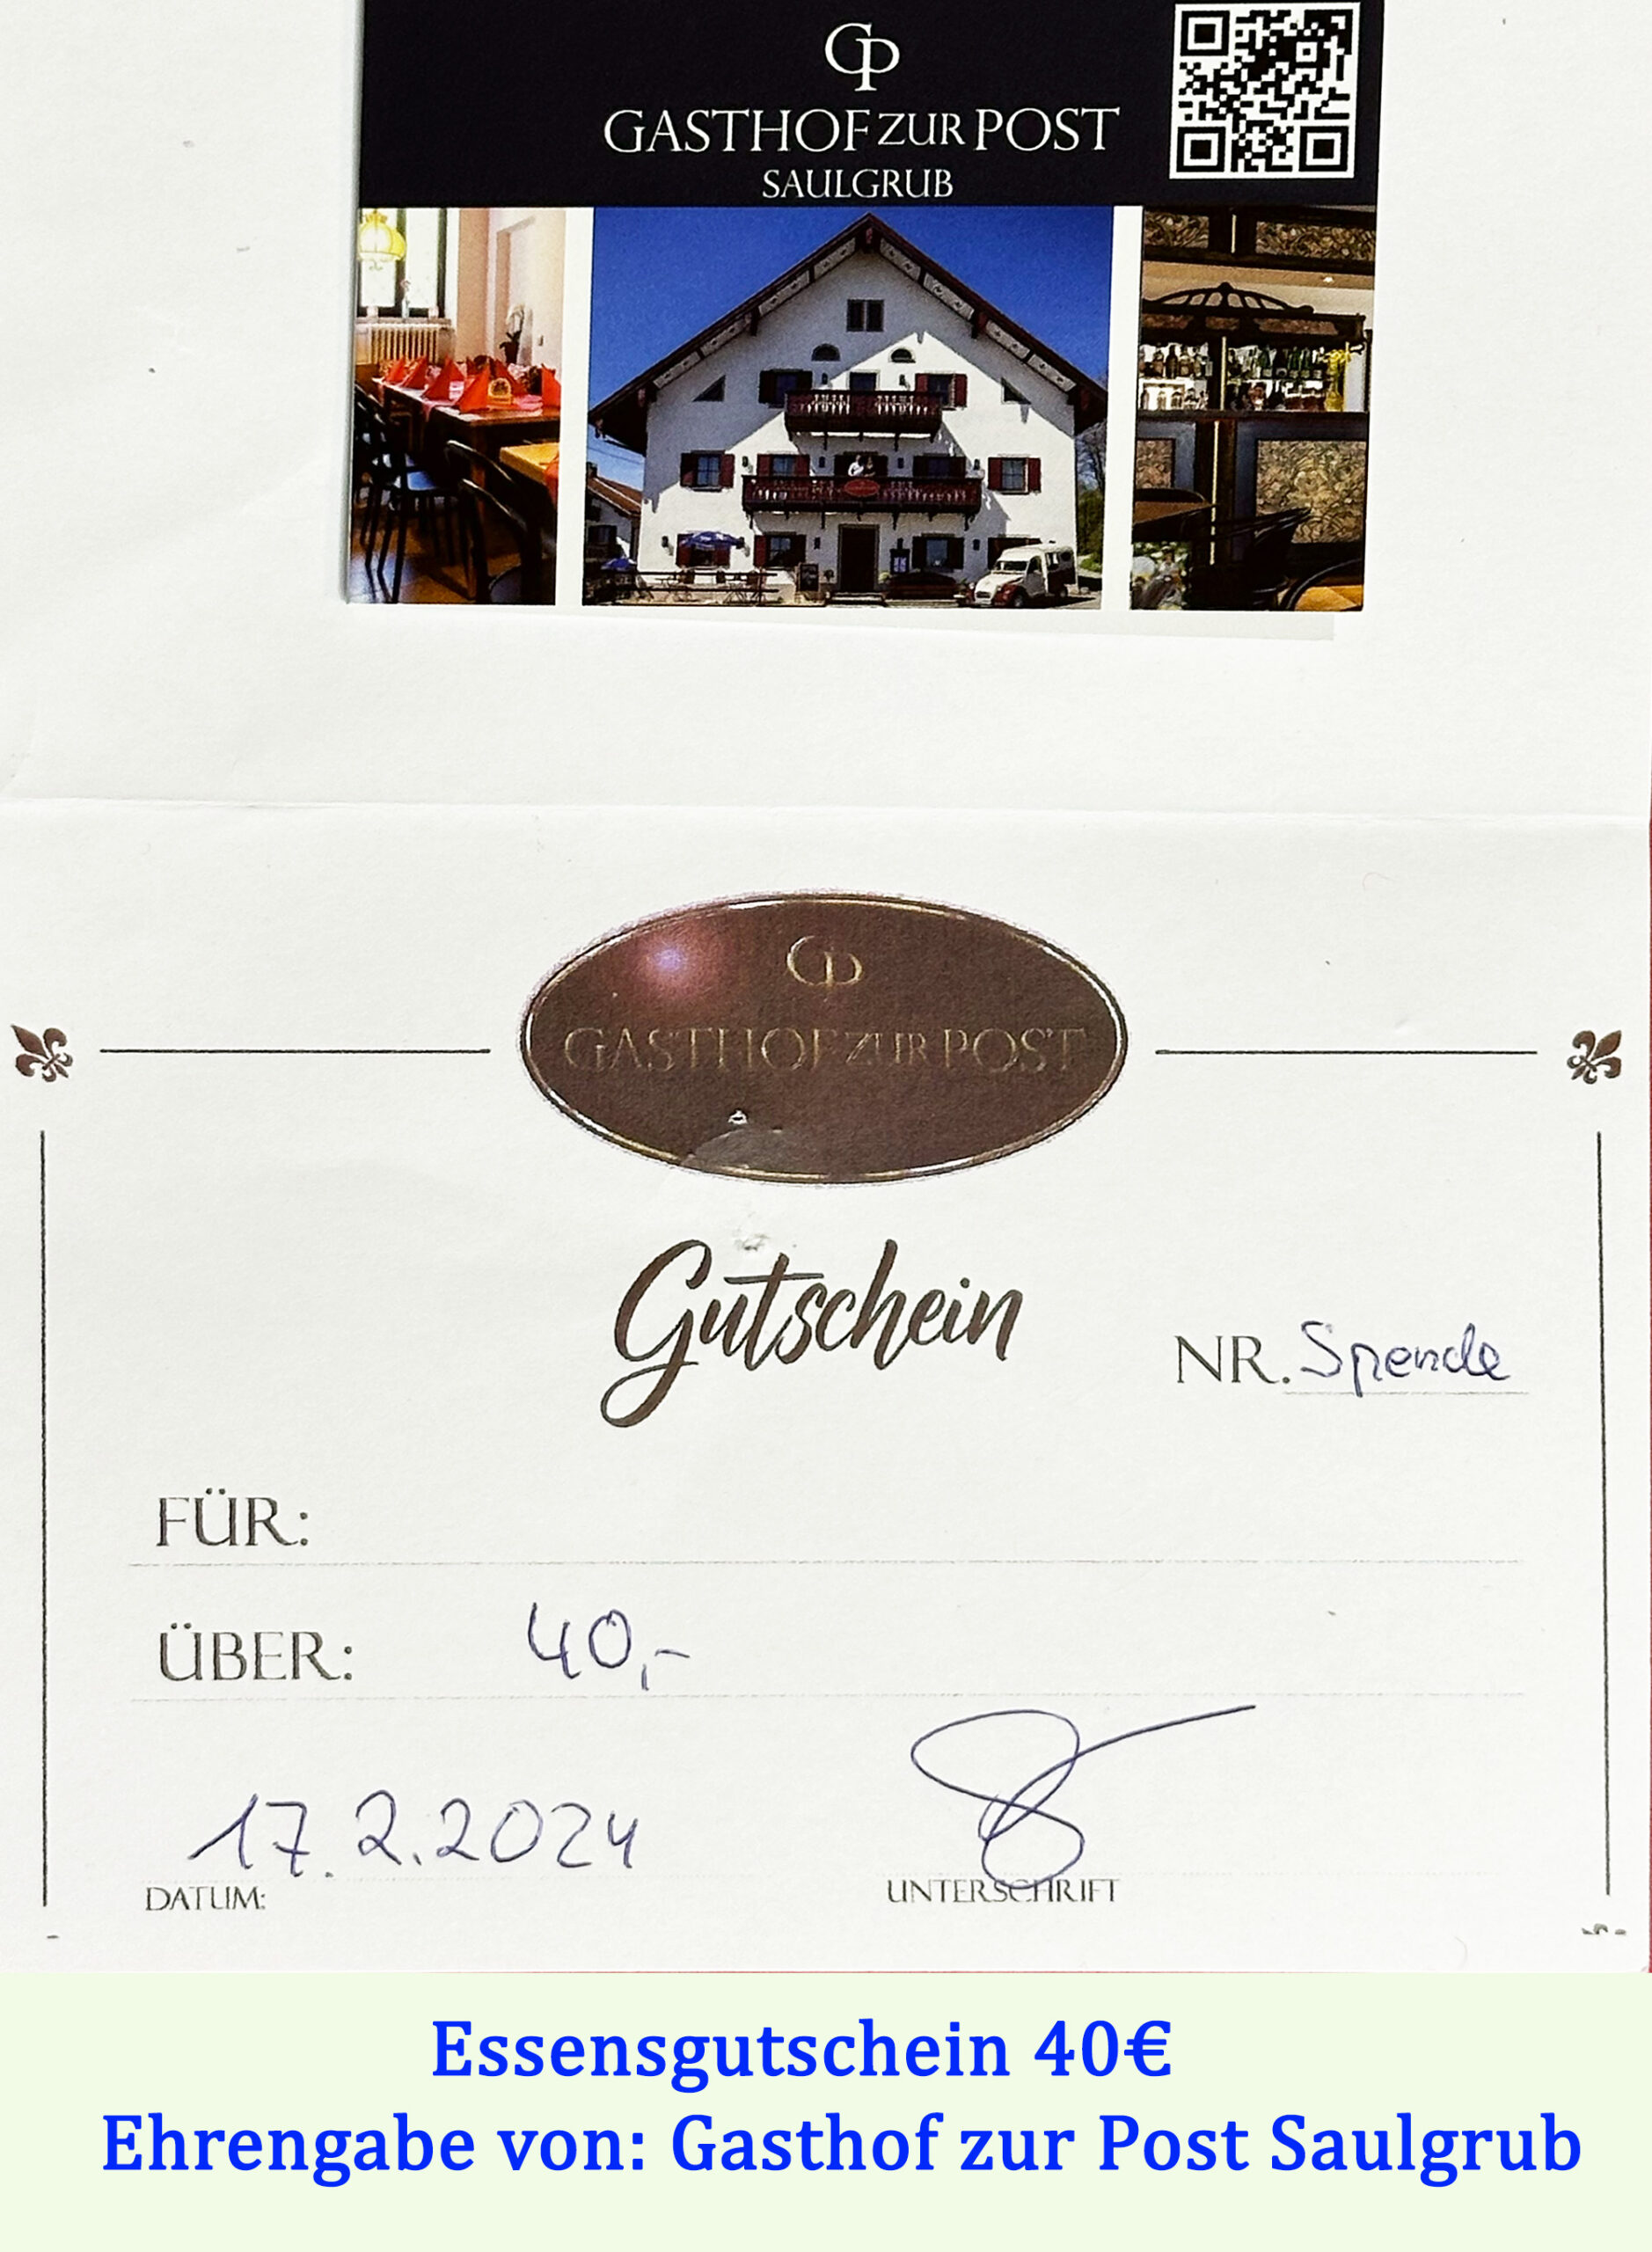 GP
GASTHOF ZUR POST
SAULGRUB
GP
GASTHOF ZUR POST
Gutschein
NR. Spende
FÜR:
ÜBER: 40,-
17.2.2024
DATUM:
UNTERSCHRIFT
Essensgutschein 40€
Ehrengabe von: Gasthof zur Post Saulgrub